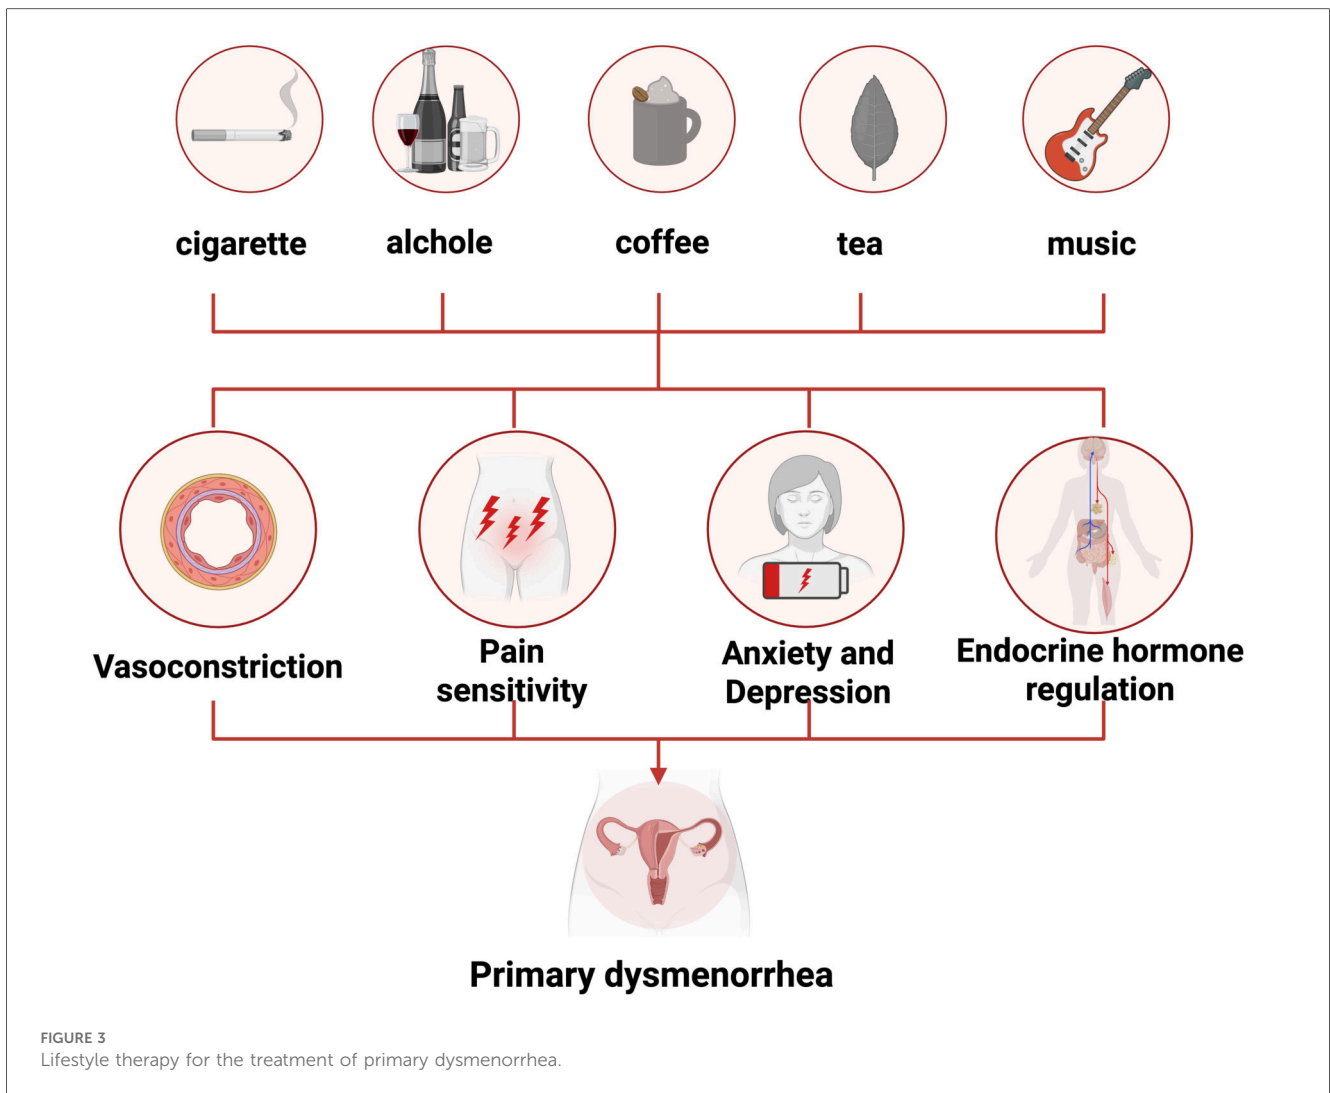 cigarette
alchole
coffee
tea
music
Vasoconstriction
Pain
sensitivity
Anxiety and
Depression
Endocrine hormone
regulation
Primary dysmenorrhea
FIGURE 3
Lifestyle therapy for the treatment of primary dysmenorrhea.